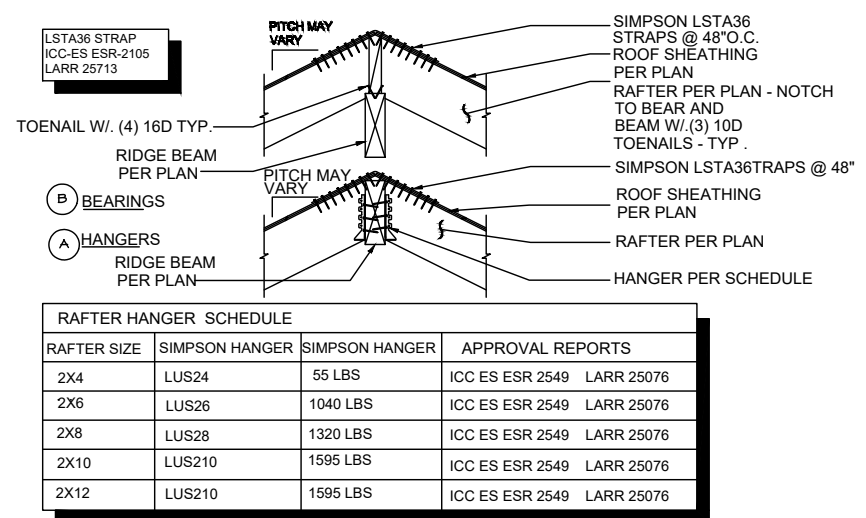 LSTA36 STRAP
ICC-ES ESR-2105
LARR 25713
PITCH MAY
VARY
SIMPSON LSTA36
STRAPS @ 48"O.C.
ROOF SHEATHING
PER PLAN
RAFTER PER PLAN - NOTCH
TO BEAR AND
BEAM W/.(3) 10D
TOENAILS - TYP .
TOENAIL W/. (4) 16D TYP.
RIDGE BEAM
PER PLAN
B BEARINGS
PITCH MAY
VARY
SIMPSON LSTA36TRAPS @ 48"
ROOF SHEATHING
PER PLAN
RAFTER PER PLAN
HANGER PER SCHEDULE
A HANGERS
RIDGE BEAM
PER PLAN
RAFTER HANGER SCHEDULE
RAFTER SIZE SIMPSON HANGER SIMPSON HANGER APPROVAL REPORTS
2X4 LUS24 55 LBS ICC ES ESR 2549 LARR 25076
2X6 LUS26 1040 LBS ICC ES ESR 2549 LARR 25076
2X8 LUS28 1320 LBS ICC ES ESR 2549 LARR 25076
2X10 LUS210 1595 LBS ICC ES ESR 2549 LARR 25076
2X12 LUS210 1595 LBS ICC ES ESR 2549 LARR 25076